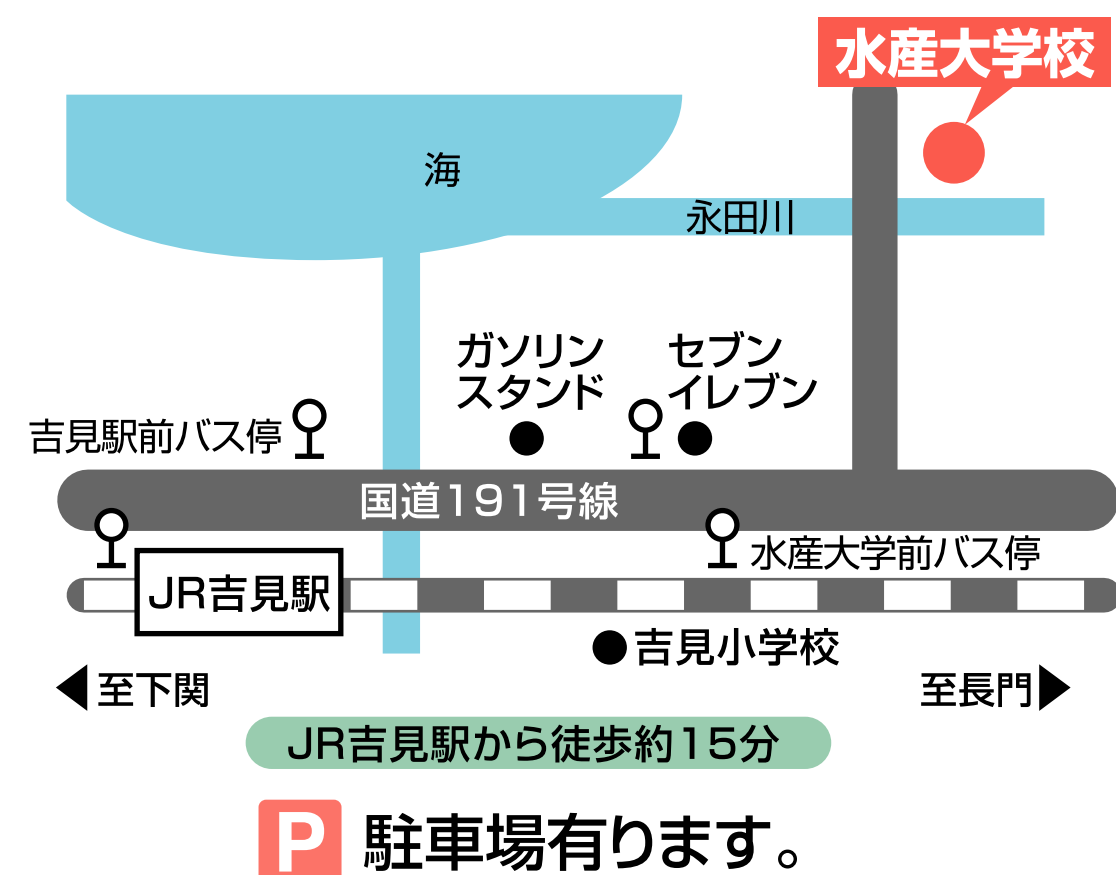 水産大学校
海
永田川
ガソリン
スタンド
セブン
イレブン
吉見駅前バス停
国道191号線
水産大学前バス停
JR吉見駅
吉見小学校
至下関
至長門
JR吉見駅から徒歩約15分
P 駐車場有ります。